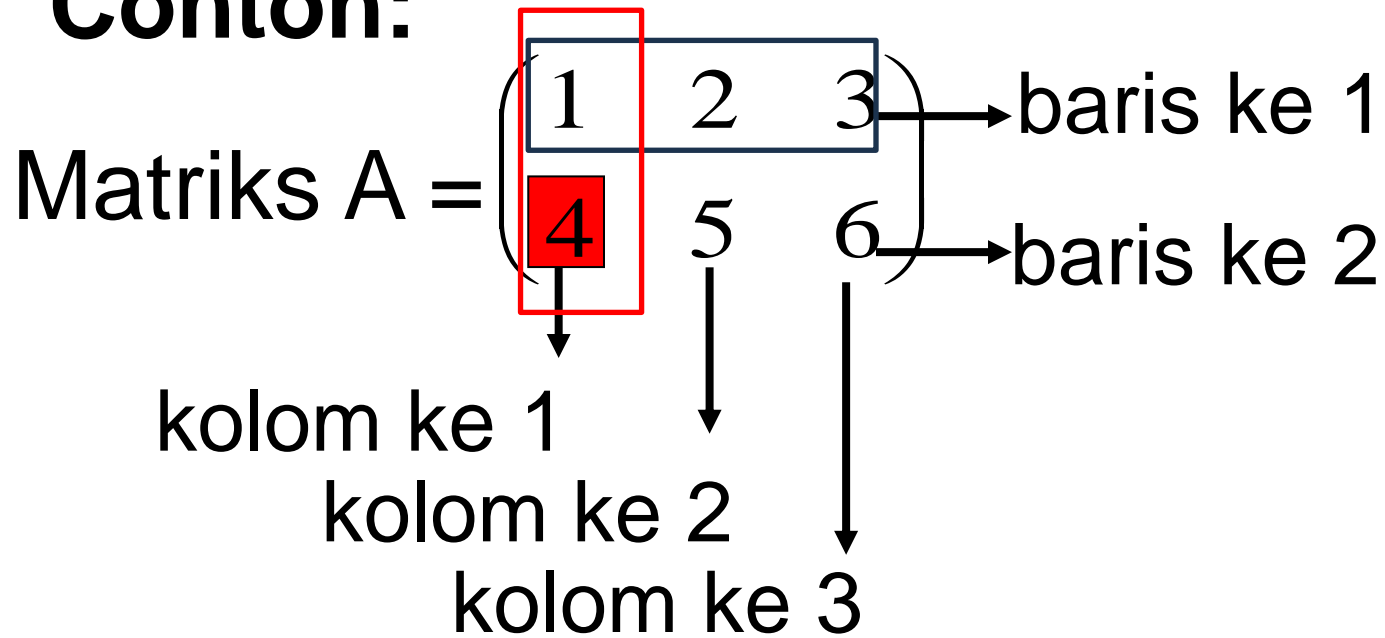 Contoh:
1 2 3 baris ke 1
Matriks A =
4 5 6 baris ke 2
kolom ke 1
kolom ke 2
kolom ke 3